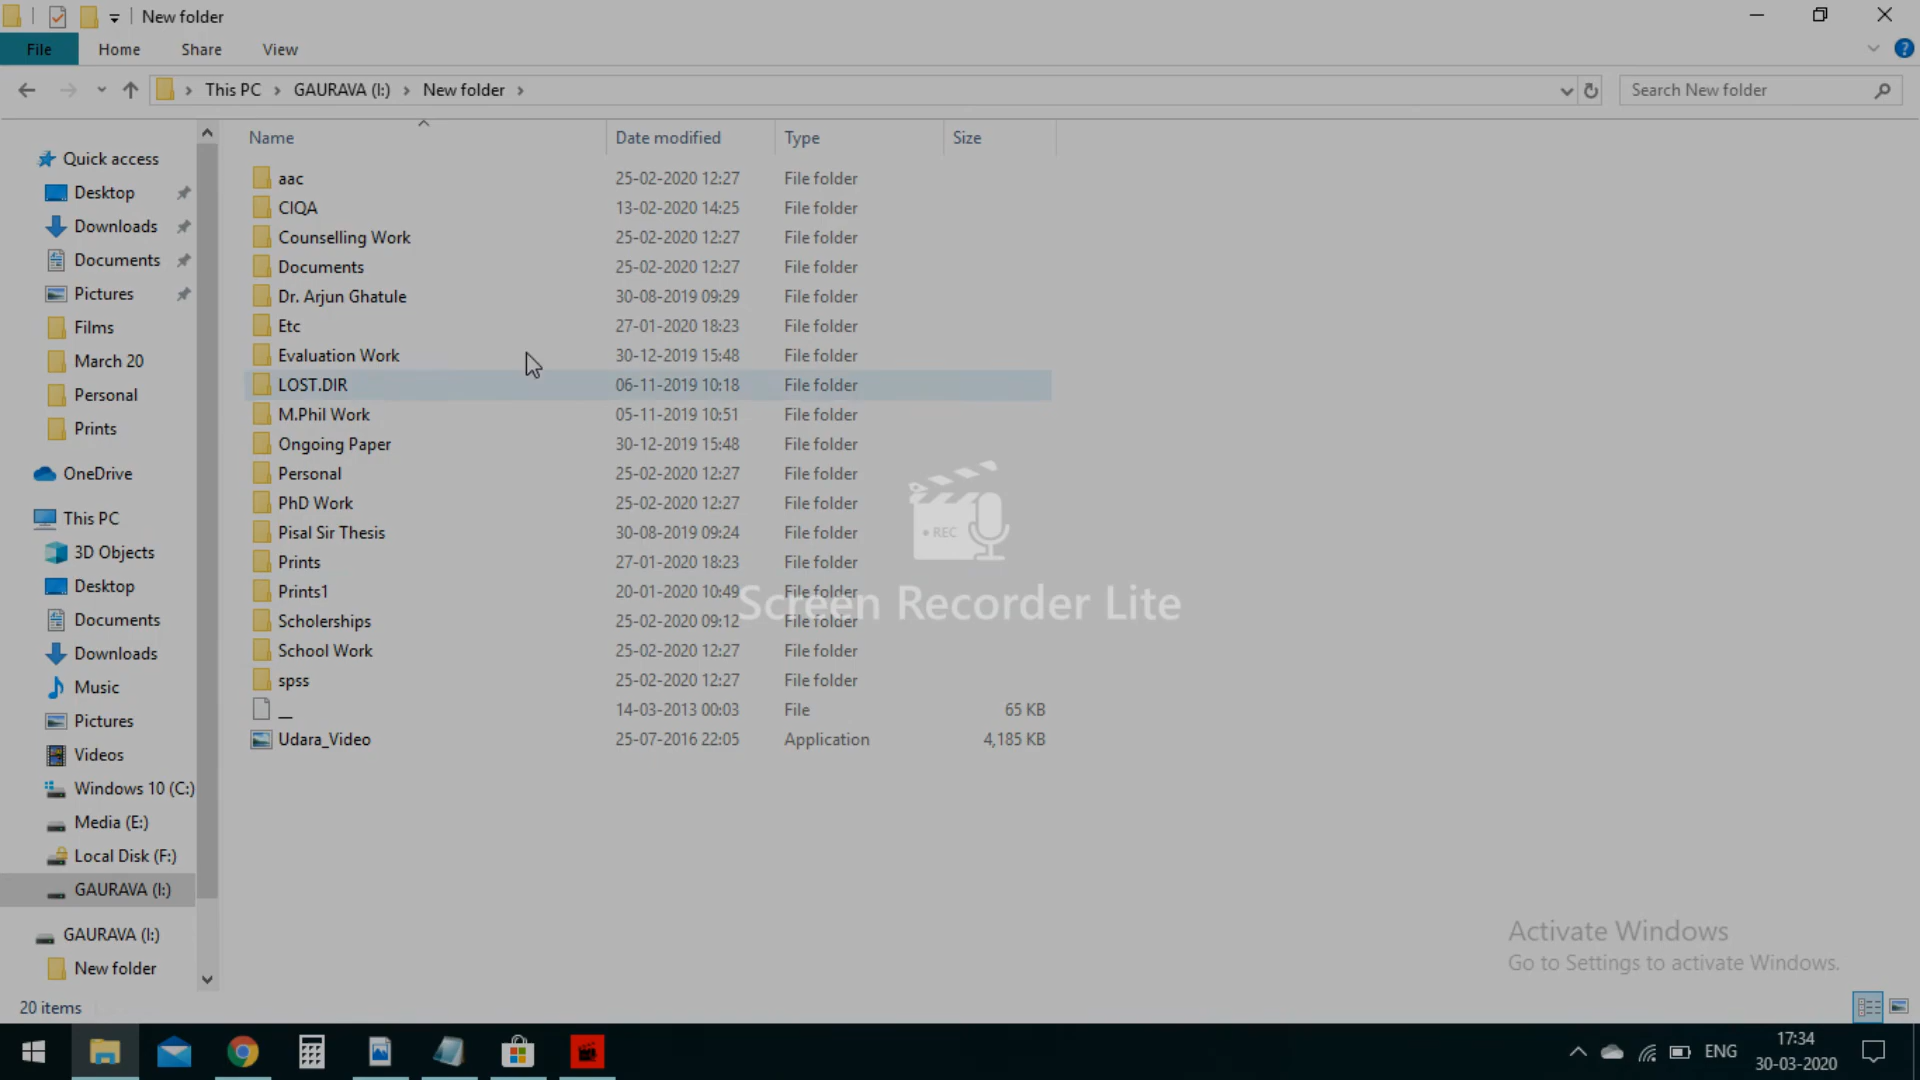 New folder
File Home Share View
This PC GAURAVA (I:) New folder
Search New folder
Name Date modified Type Size
Quick access
Desktop
Downloads
Documents
Pictures
Films
March 20
Personal
Prints
OneDrive
This PC
3D Objects
Desktop
Documents
Downloads
Music
Pictures
Videos
Windows 10 (C:)
Media (E:)
Local Disk (F:)
GAURAVA (I:)
GAURAVA (I:)
New folder
aac 25-02-2020 12:27 File folder
CIQA 13-02-2020 14:25 File folder
Counselling Work 25-02-2020 12:27 File folder
Documents 25-02-2020 12:27 File folder
Dr. Arjun Ghatule 30-08-2019 09:29 File folder
Etc 27-01-2020 18:23 File folder
Evaluation Work 30-12-2019 15:48 File folder
LOST.DIR 06-11-2019 10:18 File folder
M.Phil Work 05-11-2019 10:51 File folder
Ongoing Paper 30-12-2019 15:48 File folder
Personal 25-02-2020 12:27 File folder
PhD Work 25-02-2020 12:27 File folder
Pisal Sir Thesis 30-08-2019 09:24 File folder
Prints 27-01-2020 18:23 File folder
Prints1 20-01-2020 10:49 File folder
Scholerships 25-02-2020 09:12 File folder
School Work 25-02-2020 12:27 File folder
spss 25-02-2020 12:27 File folder
__ 14-03-2013 00:03 File 65 KB
Udara_Video 25-07-2016 22:05 Application 4,185 KB
REC
Screen Recorder Lite
Activate Windows
Go to Settings to activate Windows.
20 items
ENG
17:34
30-03-2020